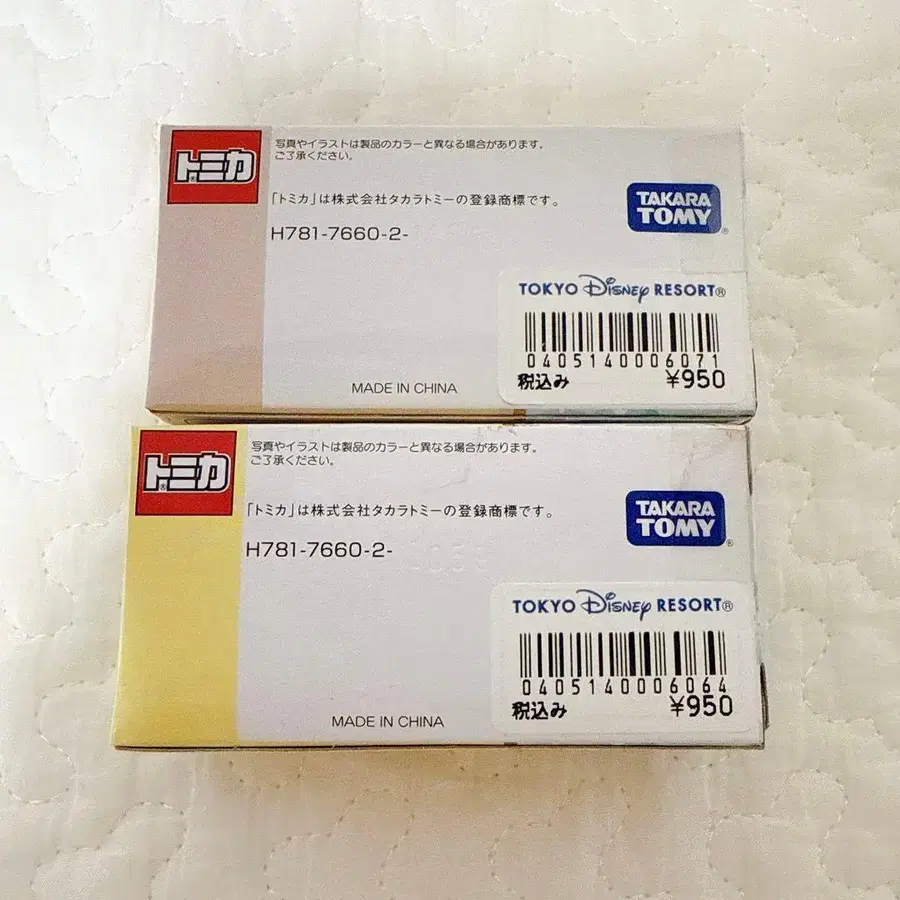 トミカ®
写真やイラストは製品のカラーと異なる場合があります。
ご了承ください。
「トミカ」は株式会社タカラトミーの登録商標です。
TAKARA
TOMY®
H781-7660-2-
TOKYO Disney RESORT®
0405140006071
税込み ¥950
MADE IN CHINA
トミカ®
写真やイラストは製品のカラーと異なる場合があります。
ご了承ください。
「トミカ」は株式会社タカラトミーの登録商標です。
TAKARA
TOMY®
H781-7660-2-
TOKYO Disney RESORT®
0405140006064
税込み ¥950
MADE IN CHINA